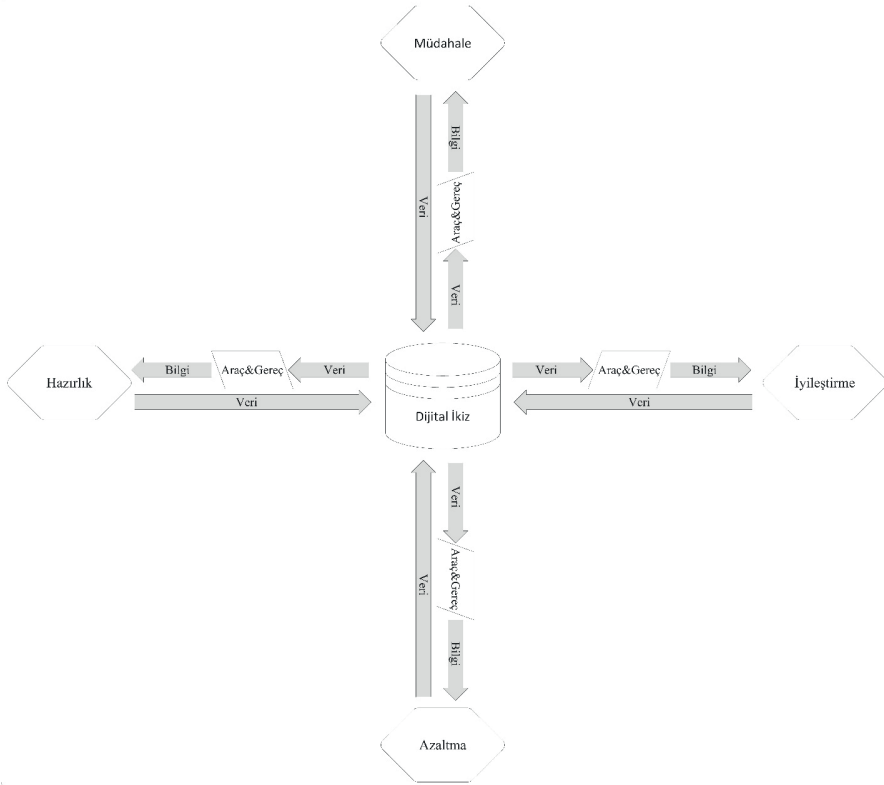 Müdahale
Bilgi
Veri
Araç&Gereç
Veri
Bilgi
Araç&Gereç
Veri
Veri
Araç&Gereç
Bilgi
Hazırlık
İyileştirme
Veri
Veri
Dijital İkiz
Veri
Araç&Gereç
Veri
Bilgi
Azaltma